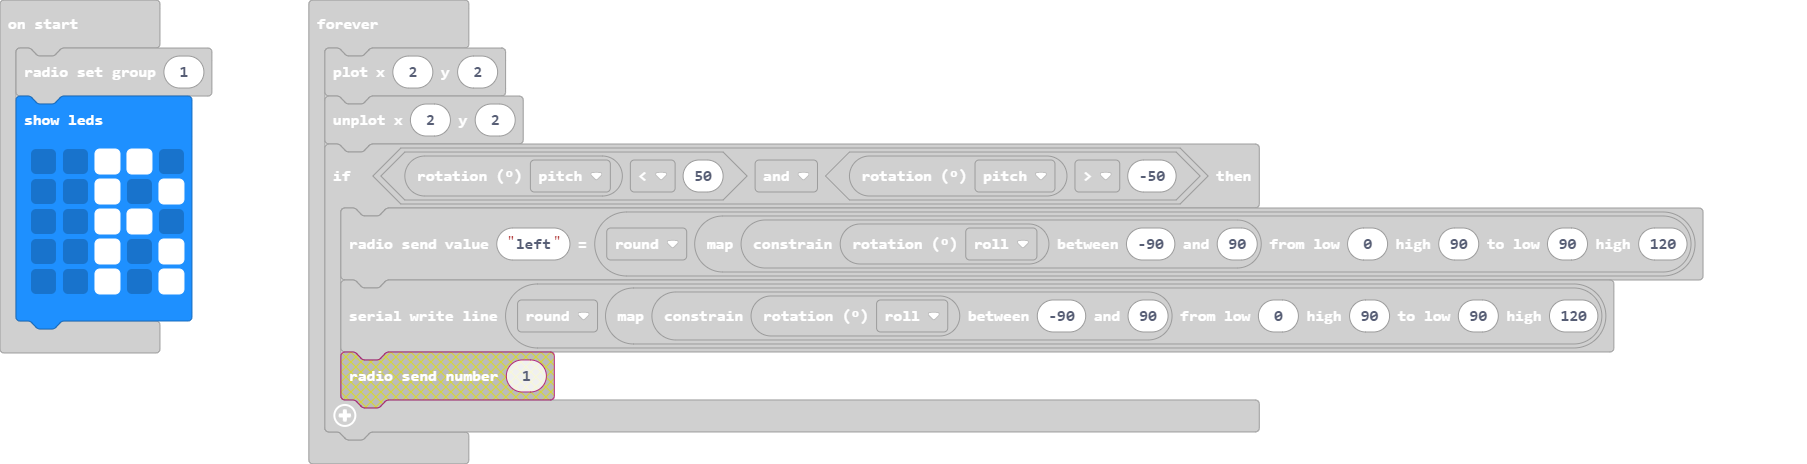 on start
radio set group 1
show leds
forever
plot x 2 y 2
unplot x 2 y 2
if rotation (º) pitch < 50 and rotation (º) pitch > -50 then
radio send value "left" = round map constrain rotation (º) roll between -90 and 90 from low 0 high 90 to low 90 high 120
serial write line round map constrain rotation (º) roll between -90 and 90 from low 0 high 90 to low 90 high 120
radio send number 1